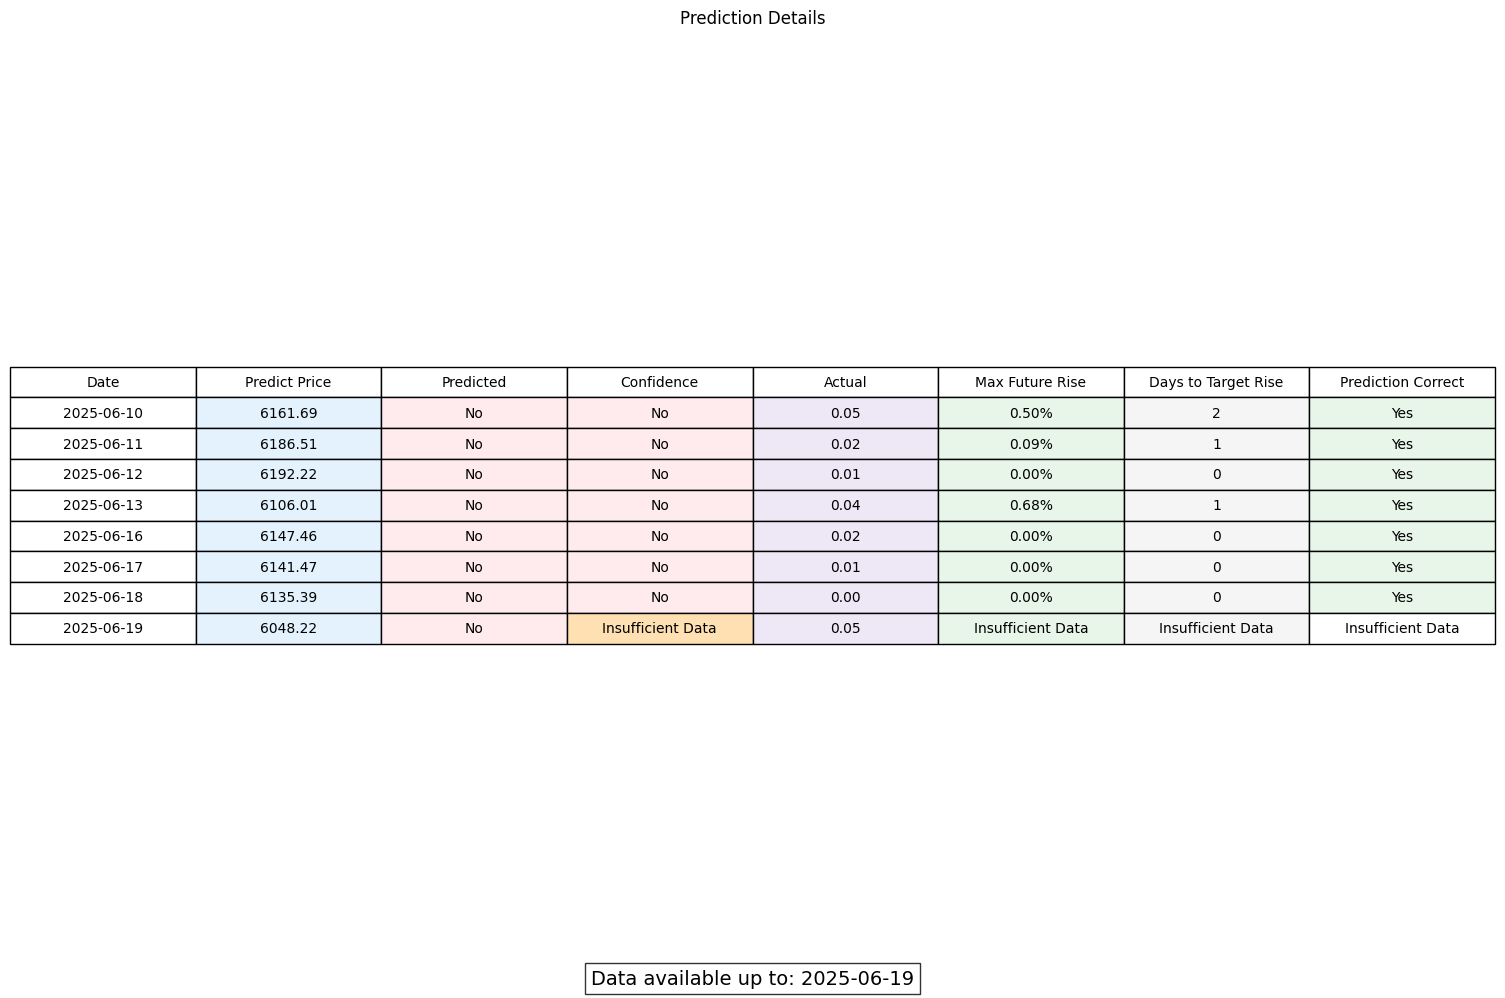 Prediction Details
Date Predict Price Predicted Confidence Actual Max Future Rise Days to Target Rise Prediction Correct
2025-06-10 6161.69 No No 0.05 0.50% 2 Yes
2025-06-11 6186.51 No No 0.02 0.09% 1 Yes
2025-06-12 6192.22 No No 0.01 0.00% 0 Yes
2025-06-13 6106.01 No No 0.04 0.68% 1 Yes
2025-06-16 6147.46 No No 0.02 0.00% 0 Yes
2025-06-17 6141.47 No No 0.01 0.00% 0 Yes
2025-06-18 6135.39 No No 0.00 0.00% 0 Yes
2025-06-19 6048.22 No Insufficient Data 0.05 Insufficient Data Insufficient Data Insufficient Data
Data available up to: 2025-06-19